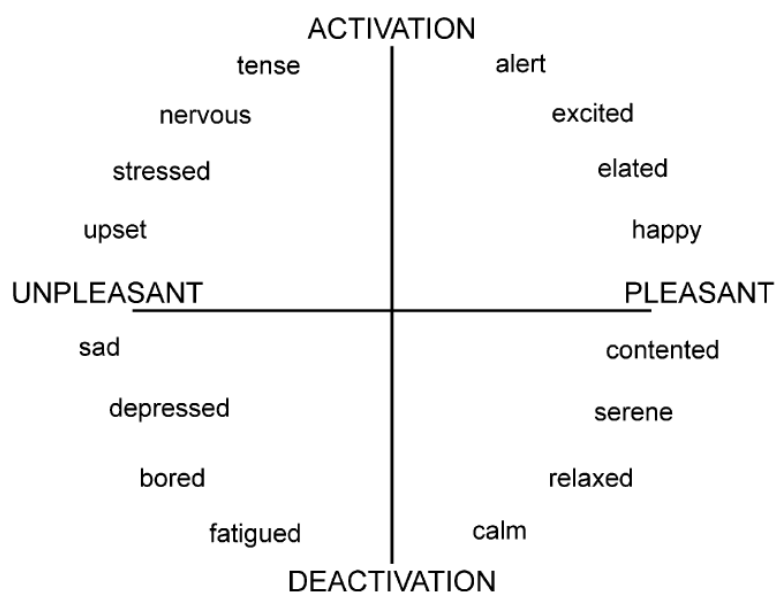 ACTIVATION
tense alert
nervous excited
stressed elated
upset happy
UNPLEASANT PLEASANT
sad contented
depressed serene
bored relaxed
fatigued calm
DEACTIVATION